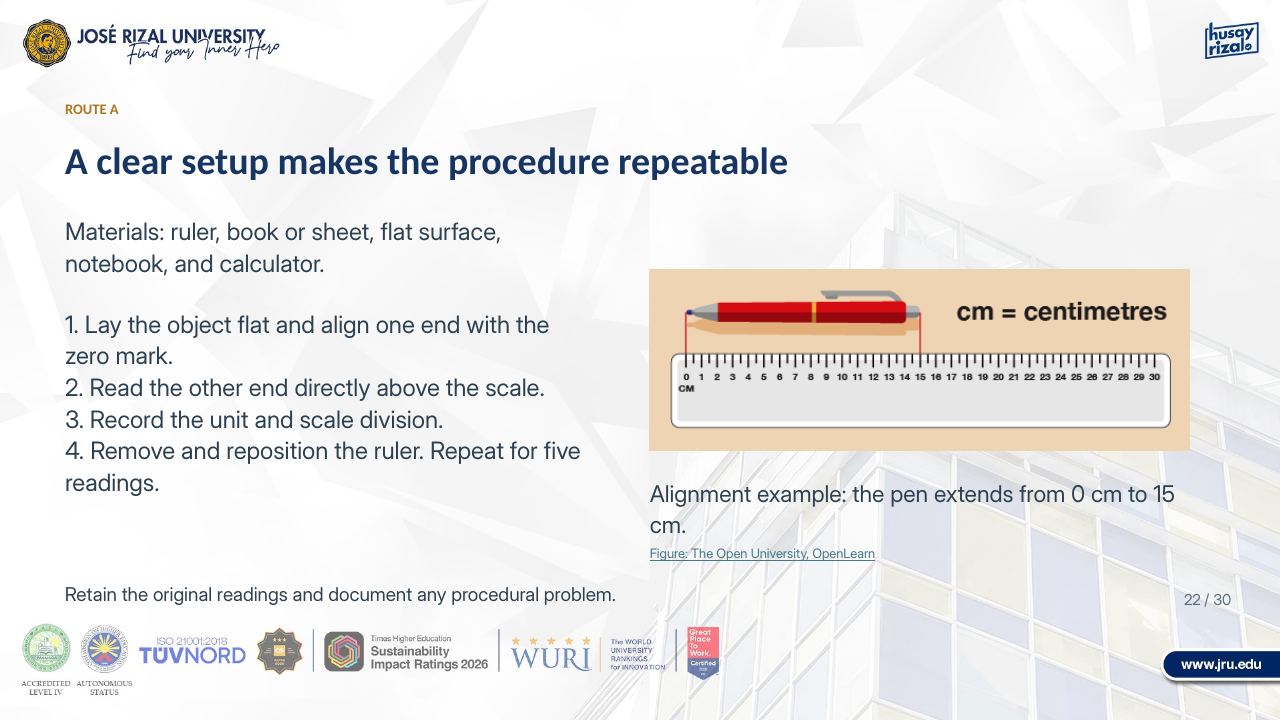 JOSÉ RIZAL UNIVERSITY
Find your Inner Hero
husay
rizal
ROUTE A
A clear setup makes the procedure repeatable
Materials: ruler, book or sheet, flat surface,
notebook, and calculator.
1. Lay the object flat and align one end with the
zero mark.
2. Read the other end directly above the scale.
3. Record the unit and scale division.
4. Remove and reposition the ruler. Repeat for five
readings.
cm = centimetres
0 1 2 3 4 5 6 7 8 9 10 11 12 13 14 15 16 17 18 19 20 21 22 23 24 25 26 27 28 29 30
CM
Alignment example: the pen extends from 0 cm to 15
cm.
Figure: The Open University, OpenLearn
Retain the original readings and document any procedural problem.
22 / 30
ACCREDITED
LEVEL IV
AUTONOMOUS
STATUS
ISO 21001:2018
TÜVNORD
Times Higher Education
Sustainability
Impact Ratings 2026
WURI
The WORLD
UNIVERSITY
RANKINGS
for INNOVATION
Great
Place
To
Work.
Certified
www.jru.edu